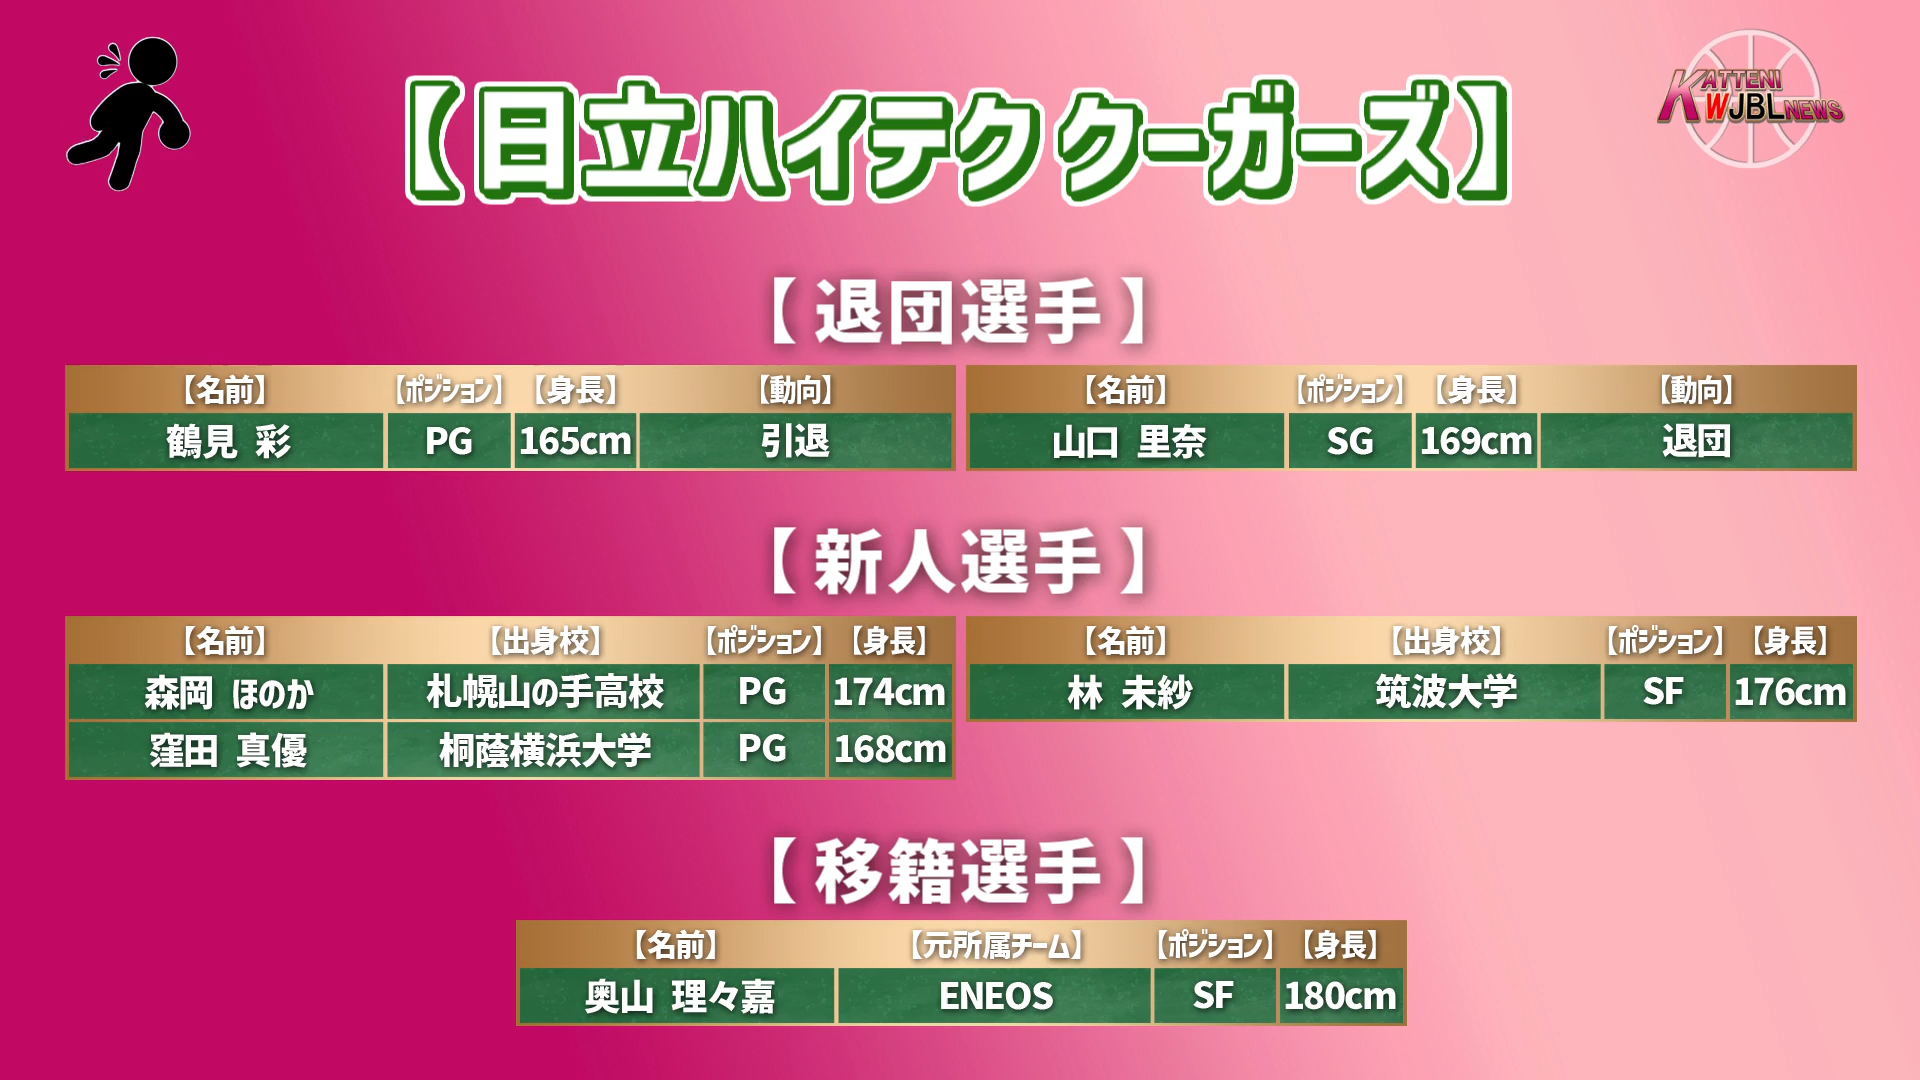 【日立ハイテククーガーズ】
KATTENI
WJBL NEWS
【退団選手】
【名前】 【ポジション】 【身長】 【動向】
鶴見 彩 PG 165cm 引退
【名前】 【ポジション】 【身長】 【動向】
山口 里奈 SG 169cm 退団
【新人選手】
【名前】 【出身校】 【ポジション】 【身長】
森岡 ほのか 札幌山の手高校 PG 174cm
窪田 真優 桐蔭横浜大学 PG 168cm
【名前】 【出身校】 【ポジション】 【身長】
林 未紗 筑波大学 SF 176cm
【移籍選手】
【名前】 【元所属チーム】 【ポジション】 【身長】
奥山 理々嘉 ENEOS SF 180cm